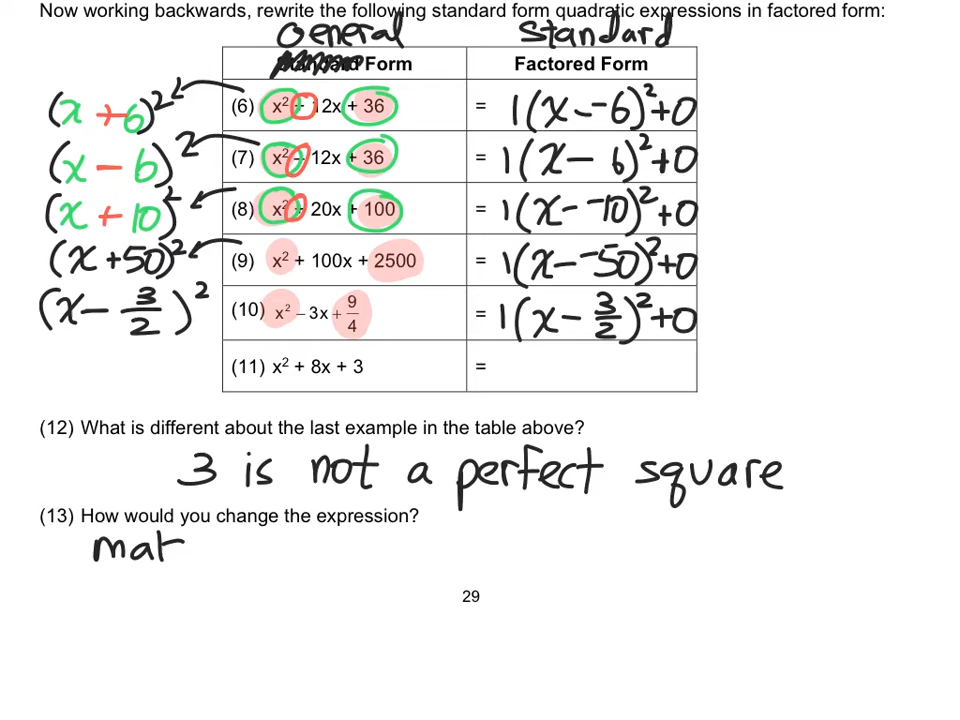 Now working backwards, rewrite the following standard form quadratic expressions in factored form:
General Standard
Form Factored Form
(x +6)² (6) x² + 12x + 36 = 1(x - -6)²+0
(x - 6)² (7) x² - 12x + 36 = 1(x - 6)²+0
(x + 10)² (8) x² + 20x + 100 = 1(x - -10)²+0
(x +50)² (9) x² + 100x + 2500 = 1(x - -50)²+0
(x - 3/2)² (10) x² - 3x + 9/4 = 1(x - 3/2)²+0
(11) x² + 8x + 3 =
(12) What is different about the last example in the table above?
3 is not a perfect square
(13) How would you change the expression?
mat
29